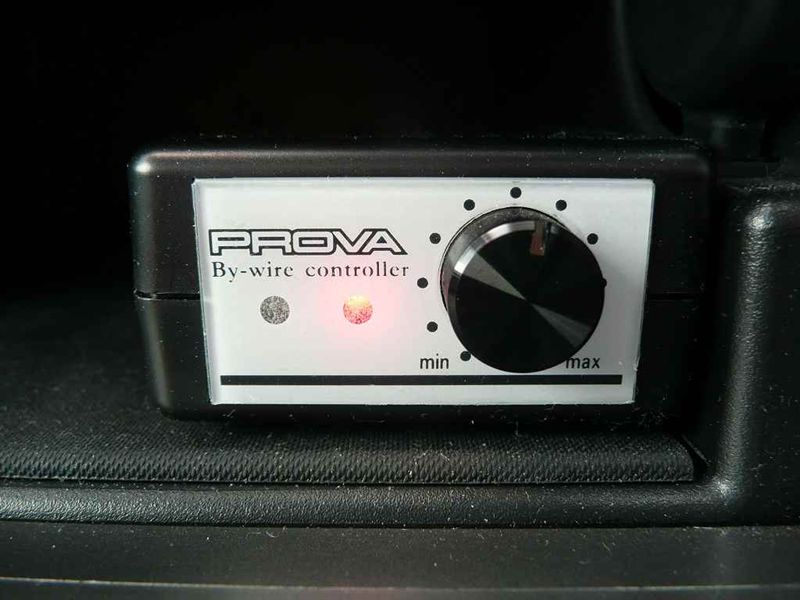 PROVA
By-wire controller
min max